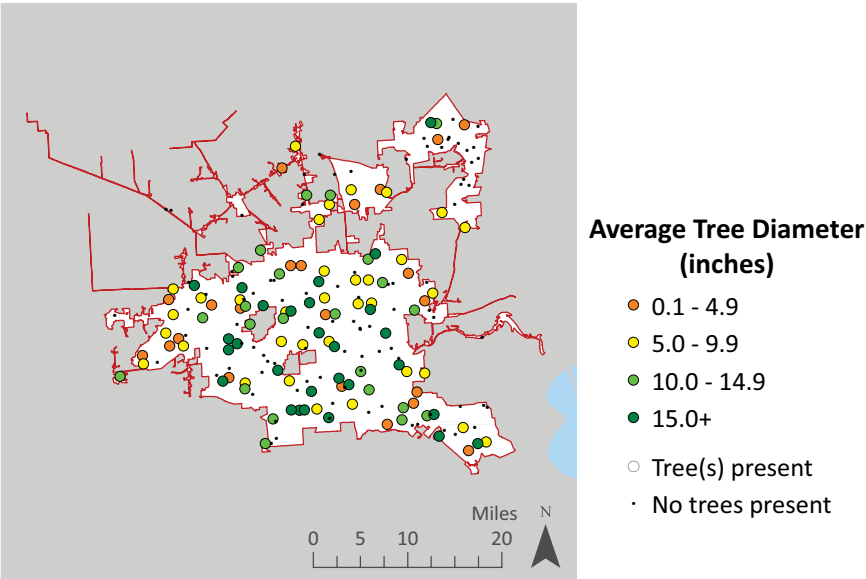 Average Tree Diameter
(inches)
0.1 - 4.9
5.0 - 9.9
10.0 - 14.9
15.0+
Tree(s) present
No trees present
Miles
N
0 5 10 20